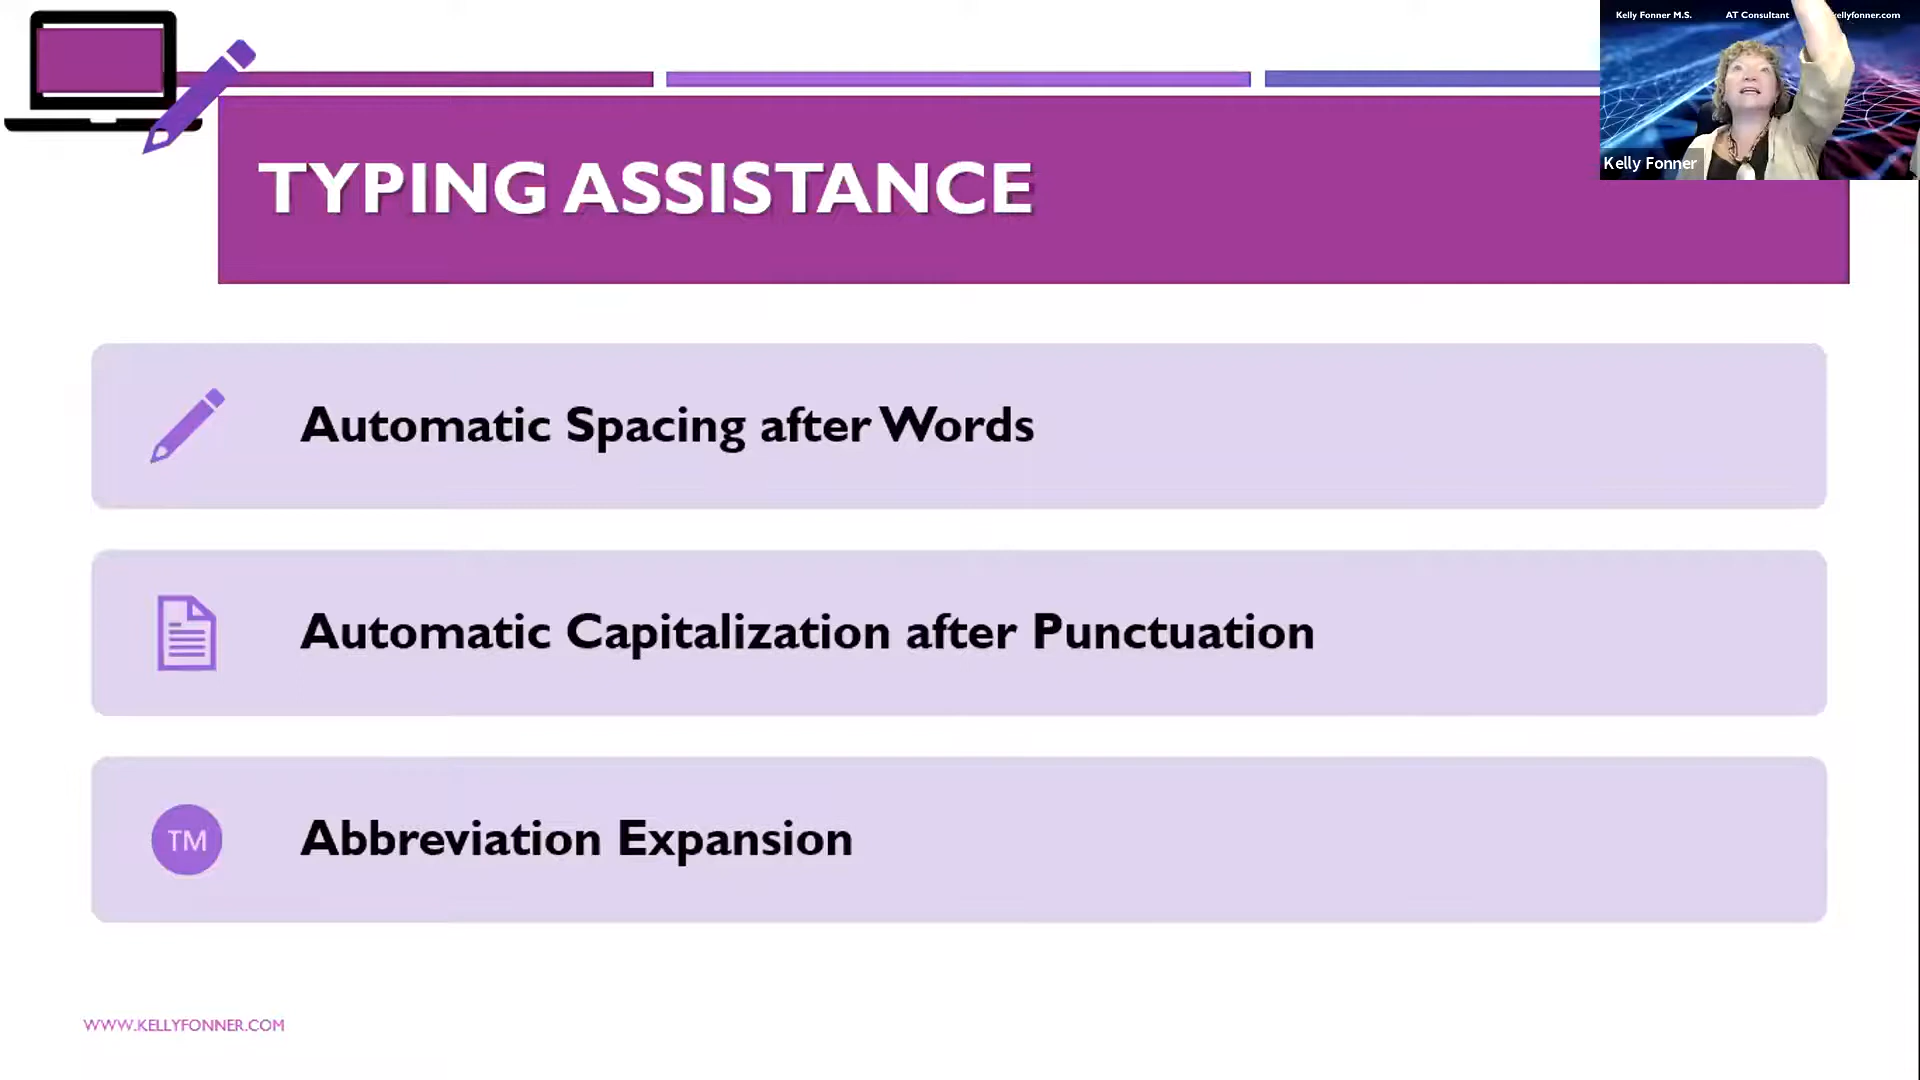 Kelly Fonner M.S. AT Consultant kellyfonner.com
Kelly Fonner
TYPING ASSISTANCE
Automatic Spacing after Words
Automatic Capitalization after Punctuation
TM
Abbreviation Expansion
WWW.KELLYFONNER.COM